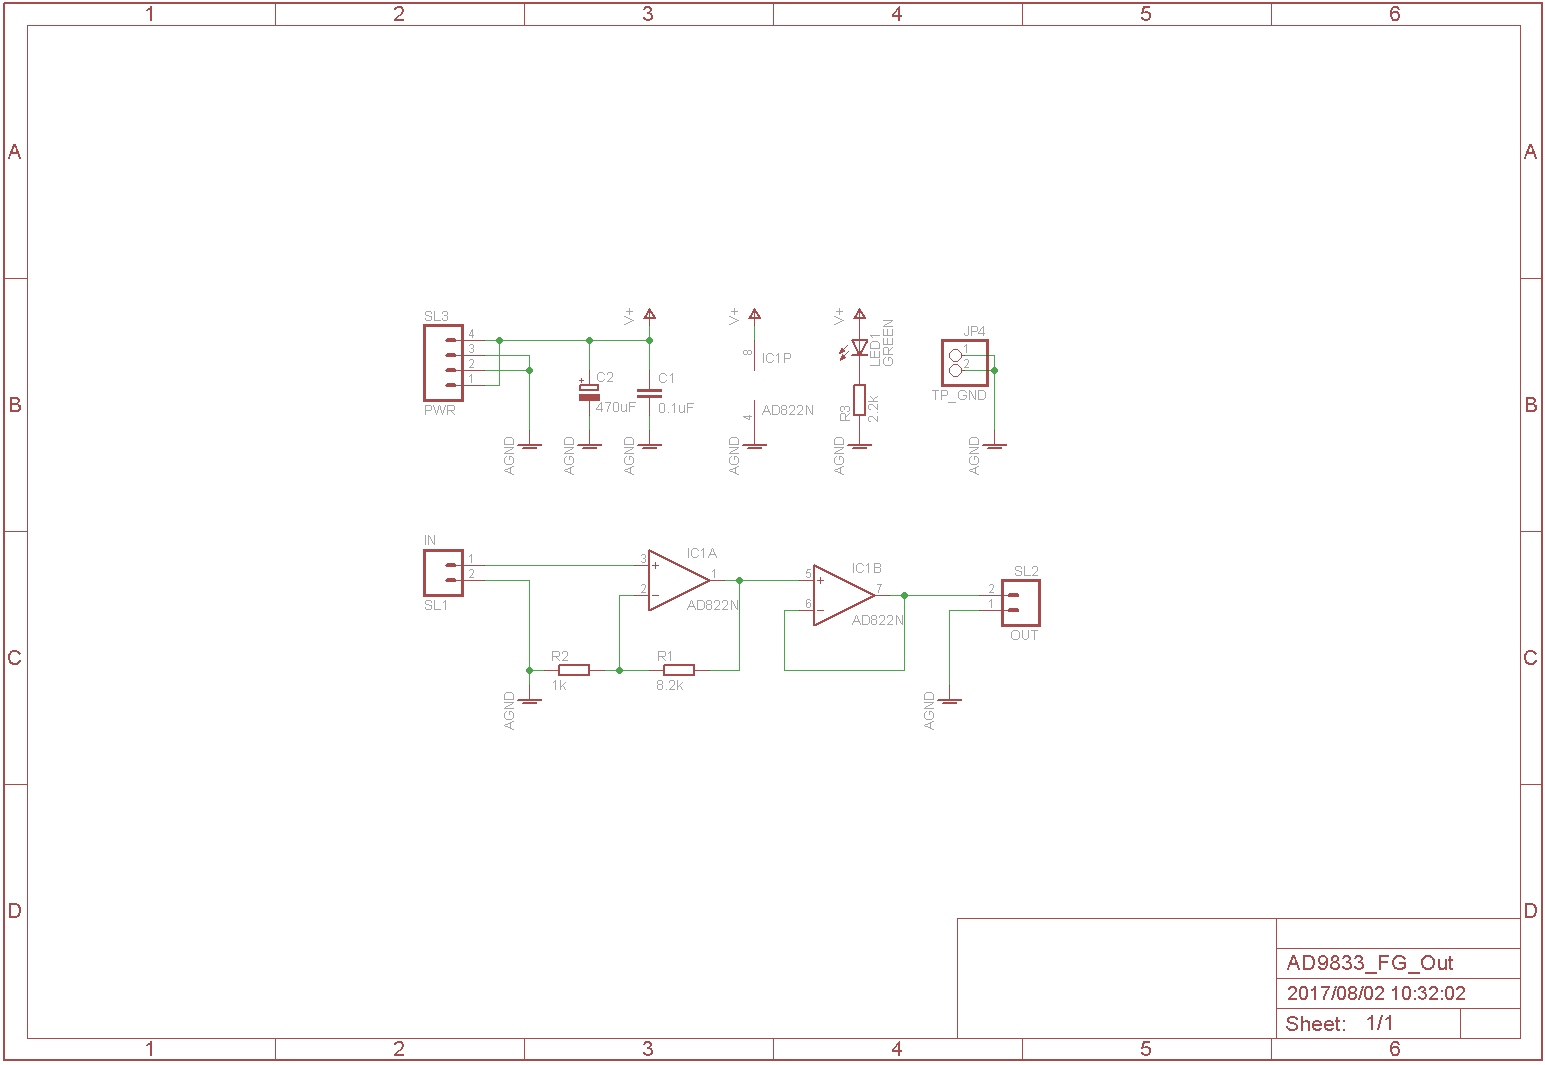 1 2 3 4 5 6
A A
B B
C C
D D
SL3
4
3
2
1
PWR
AGND
C2
+
470uF
AGND
V+
C1
0.1uF
AGND
V+
8
IC1P
4
AD822N
AGND
V+
LED1
GREEN
R3
2.2k
AGND
JP4
1
2
TP_GND
AGND
IN
1
2
SL1
AGND
R2
1k
R1
8.2k
3
2
+
-
IC1A
1
AD822N
5
6
+
-
IC1B
7
AD822N
SL2
2
1
OUT
AGND
AD9833_FG_Out
2017/08/02 10:32:02
Sheet: 1/1
1 2 3 4 5 6